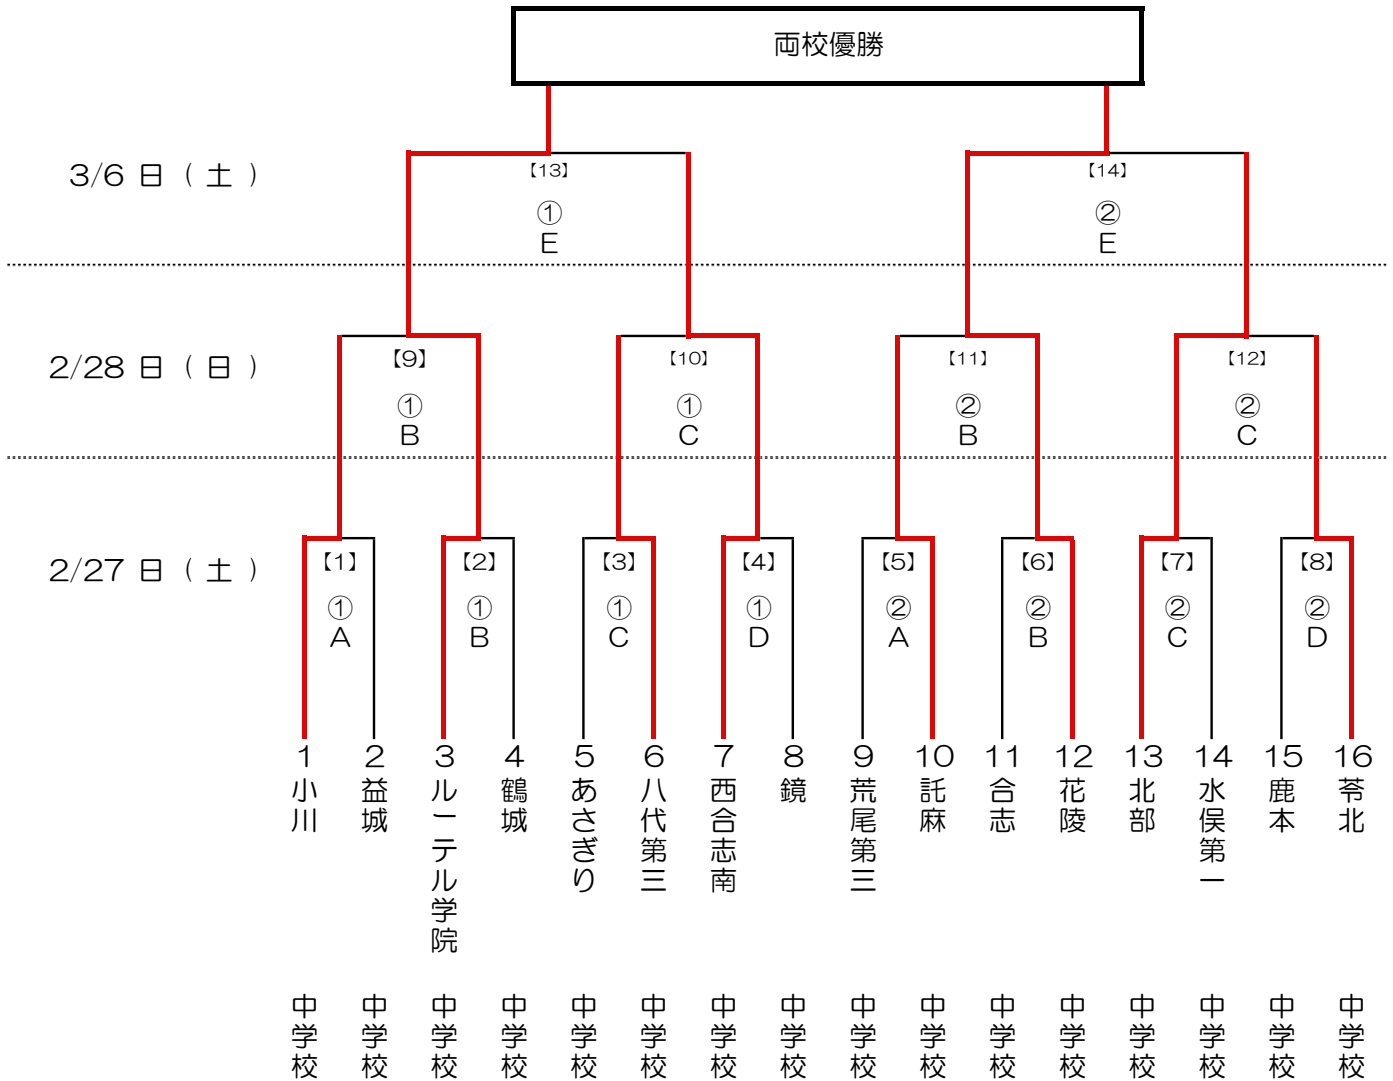 両校優勝
3/6 日 ( 土 )
【13】
【14】
①
②
E
E
2/28 日 ( 日 )
【9】
【10】
【11】
【12】
①
①
②
②
B
C
B
C
2/27 日 ( 土 )
【1】
【2】
【3】
【4】
【5】
【6】
【7】
【8】
①
①
①
①
②
②
②
②
A
B
C
D
A
B
C
D
1
小川
中学校
2
益城
中学校
3
ルーテル学院
中学校
4
鶴城
中学校
5
あさぎり
中学校
6
八代第三
中学校
7
西合志南
中学校
8
鏡
中学校
9
荒尾第三
中学校
10
託麻
中学校
11
合志
中学校
12
花陵
中学校
13
北部
中学校
14
水俣第一
中学校
15
鹿本
中学校
16
苓北
中学校